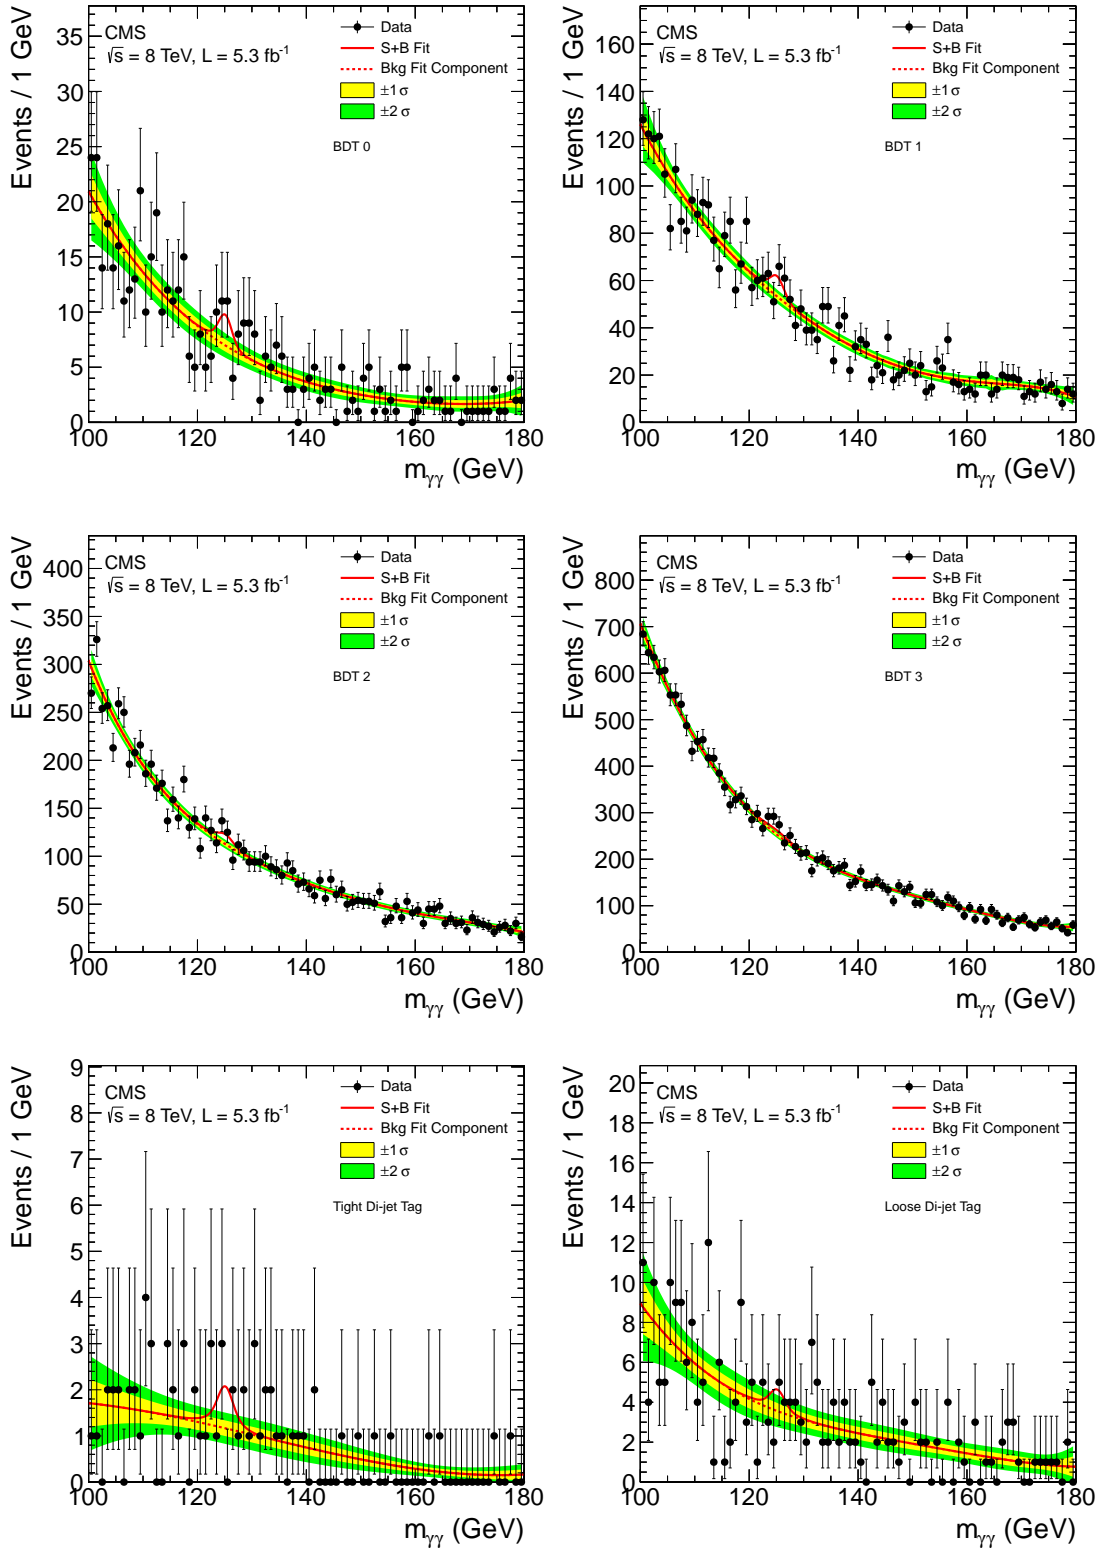 Events / 1 GeV
CMS
√s = 8 TeV, L = 5.3 fb⁻¹
Data
S+B Fit
Bkg Fit Component
±1 σ
±2 σ
BDT 0
35
30
25
20
15
10
5
0
100 120 140 160 180
mγγ (GeV)
Events / 1 GeV
CMS
√s = 8 TeV, L = 5.3 fb⁻¹
Data
S+B Fit
Bkg Fit Component
±1 σ
±2 σ
BDT 1
160
140
120
100
80
60
40
20
0
100 120 140 160 180
mγγ (GeV)
Events / 1 GeV
CMS
√s = 8 TeV, L = 5.3 fb⁻¹
Data
S+B Fit
Bkg Fit Component
±1 σ
±2 σ
BDT 2
400
350
300
250
200
150
100
50
0
100 120 140 160 180
mγγ (GeV)
Events / 1 GeV
CMS
√s = 8 TeV, L = 5.3 fb⁻¹
Data
S+B Fit
Bkg Fit Component
±1 σ
±2 σ
BDT 3
800
700
600
500
400
300
200
100
0
100 120 140 160 180
mγγ (GeV)
Events / 1 GeV
CMS
√s = 8 TeV, L = 5.3 fb⁻¹
Data
S+B Fit
Bkg Fit Component
±1 σ
±2 σ
Tight Di-jet Tag
9
8
7
6
5
4
3
2
1
0
100 120 140 160 180
mγγ (GeV)
Events / 1 GeV
CMS
√s = 8 TeV, L = 5.3 fb⁻¹
Data
S+B Fit
Bkg Fit Component
±1 σ
±2 σ
Loose Di-jet Tag
20
18
16
14
12
10
8
6
4
2
0
100 120 140 160 180
mγγ (GeV)